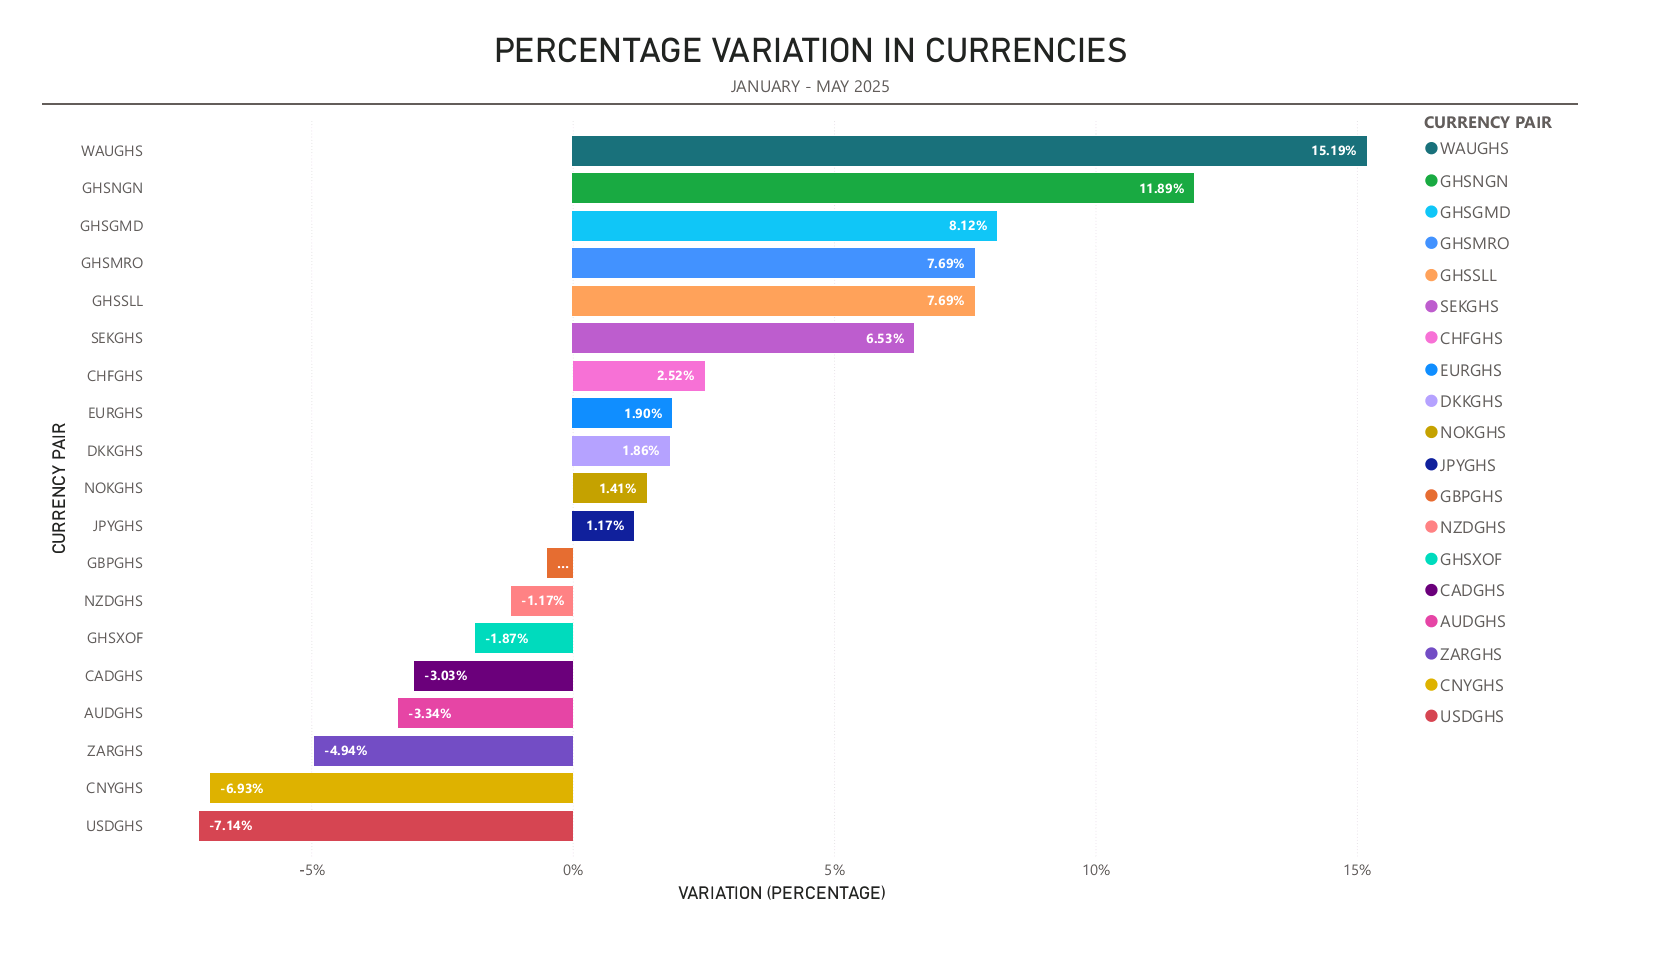 PERCENTAGE VARIATION IN CURRENCIES
JANUARY - MAY 2025
CURRENCY PAIR
WAUGHS 15.19%
GHSNGN 11.89%
GHSGMD 8.12%
GHSMRO 7.69%
GHSSLL 7.69%
SEKGHS 6.53%
CHFGHS 2.52%
EURGHS 1.90%
DKKGHS 1.86%
NOKGHS 1.41%
JPYGHS 1.17%
GBPGHS ...
NZDGHS -1.17%
GHSXOF -1.87%
CADGHS -3.03%
AUDGHS -3.34%
ZARGHS -4.94%
CNYGHS -6.93%
USDGHS -7.14%
-5% 0% 5% 10% 15%
VARIATION (PERCENTAGE)
CURRENCY PAIR
WAUGHS
GHSNGN
GHSGMD
GHSMRO
GHSSLL
SEKGHS
CHFGHS
EURGHS
DKKGHS
NOKGHS
JPYGHS
GBPGHS
NZDGHS
GHSXOF
CADGHS
AUDGHS
ZARGHS
CNYGHS
USDGHS